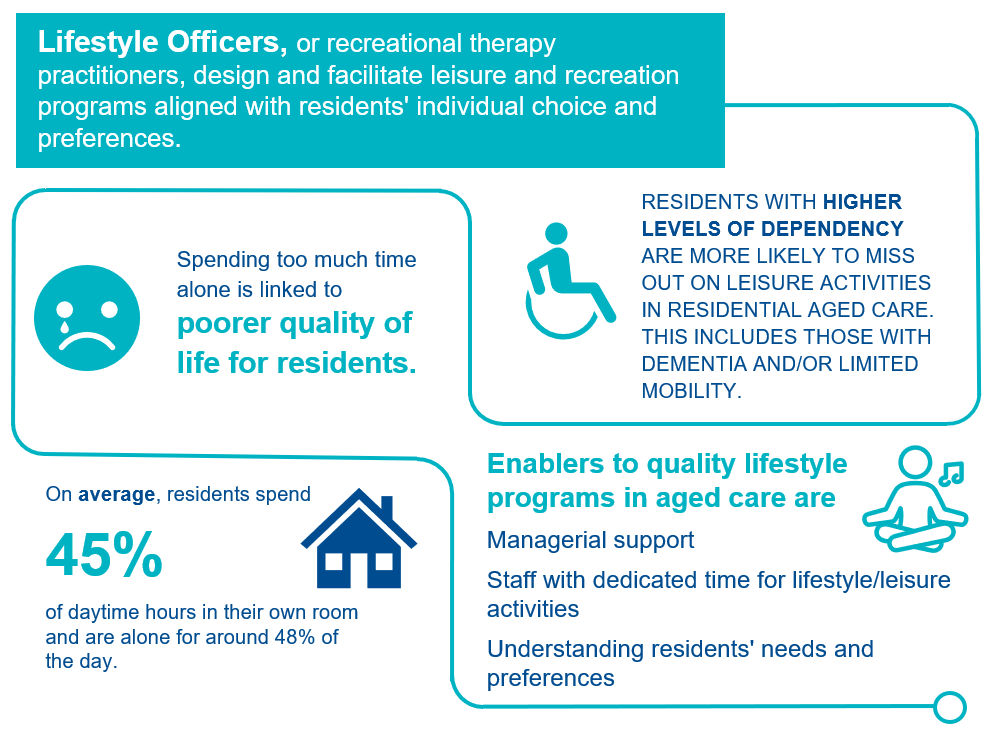 Lifestyle Officers, or recreational therapy
practitioners, design and facilitate leisure and recreation
programs aligned with residents' individual choice and
preferences.
Spending too much time
alone is linked to
poorer quality of
life for residents.
RESIDENTS WITH HIGHER
LEVELS OF DEPENDENCY
ARE MORE LIKELY TO MISS
OUT ON LEISURE ACTIVITIES
IN RESIDENTIAL AGED CARE.
THIS INCLUDES THOSE WITH
DEMENTIA AND/OR LIMITED
MOBILITY.
On average, residents spend
45%
of daytime hours in their own room
and are alone for around 48% of
the day.
Enablers to quality lifestyle
programs in aged care are
Managerial support
Staff with dedicated time for lifestyle/leisure
activities
Understanding residents' needs and
preferences